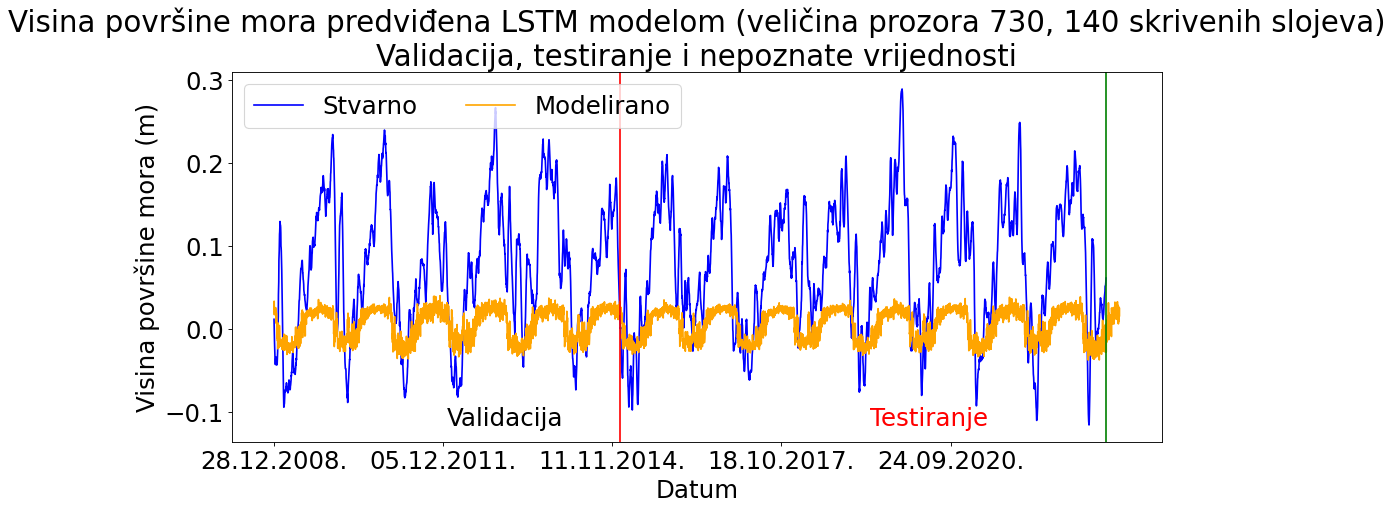 Visina površine mora predviđena LSTM modelom (veličina prozora 730, 140 skrivenih slojeva)
Validacija, testiranje i nepoznate vrijednosti
Stvarno
Modelirano
Visina površine mora (m)
0.3
0.2
0.1
0.0
−0.1
Validacija
Testiranje
28.12.2008.
05.12.2011.
11.11.2014.
18.10.2017.
24.09.2020.
Datum